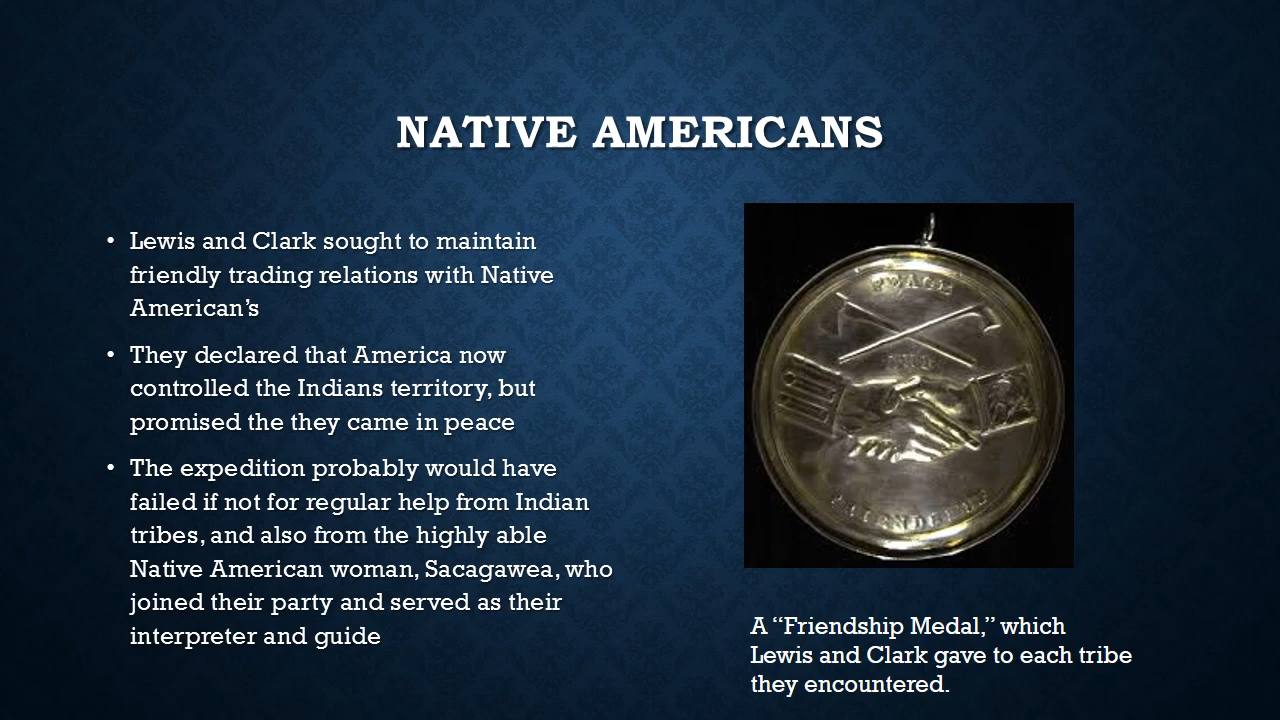 NATIVE AMERICANS
• Lewis and Clark sought to maintain
friendly trading relations with Native
American’s
• They declared that America now
controlled the Indians territory, but
promised the they came in peace
• The expedition probably would have
failed if not for regular help from Indian
tribes, and also from the highly able
Native American woman, Sacagawea, who
joined their party and served as their
interpreter and guide
PEACE
AND
FRIENDSHIP
A “Friendship Medal,” which
Lewis and Clark gave to each tribe
they encountered.